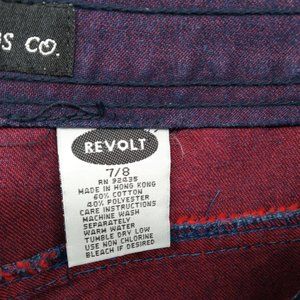 S CO.
REVOLT
7/8
RN 92435
MADE IN HONG KONG
60% COTTON
40% POLYESTER
CARE INSTRUCTIONS
MACHINE WASH
SEPARATELY
WARM WATER
TUMBLE DRY LOW
USE NON CHLORINE
BLEACH IF DESIRED